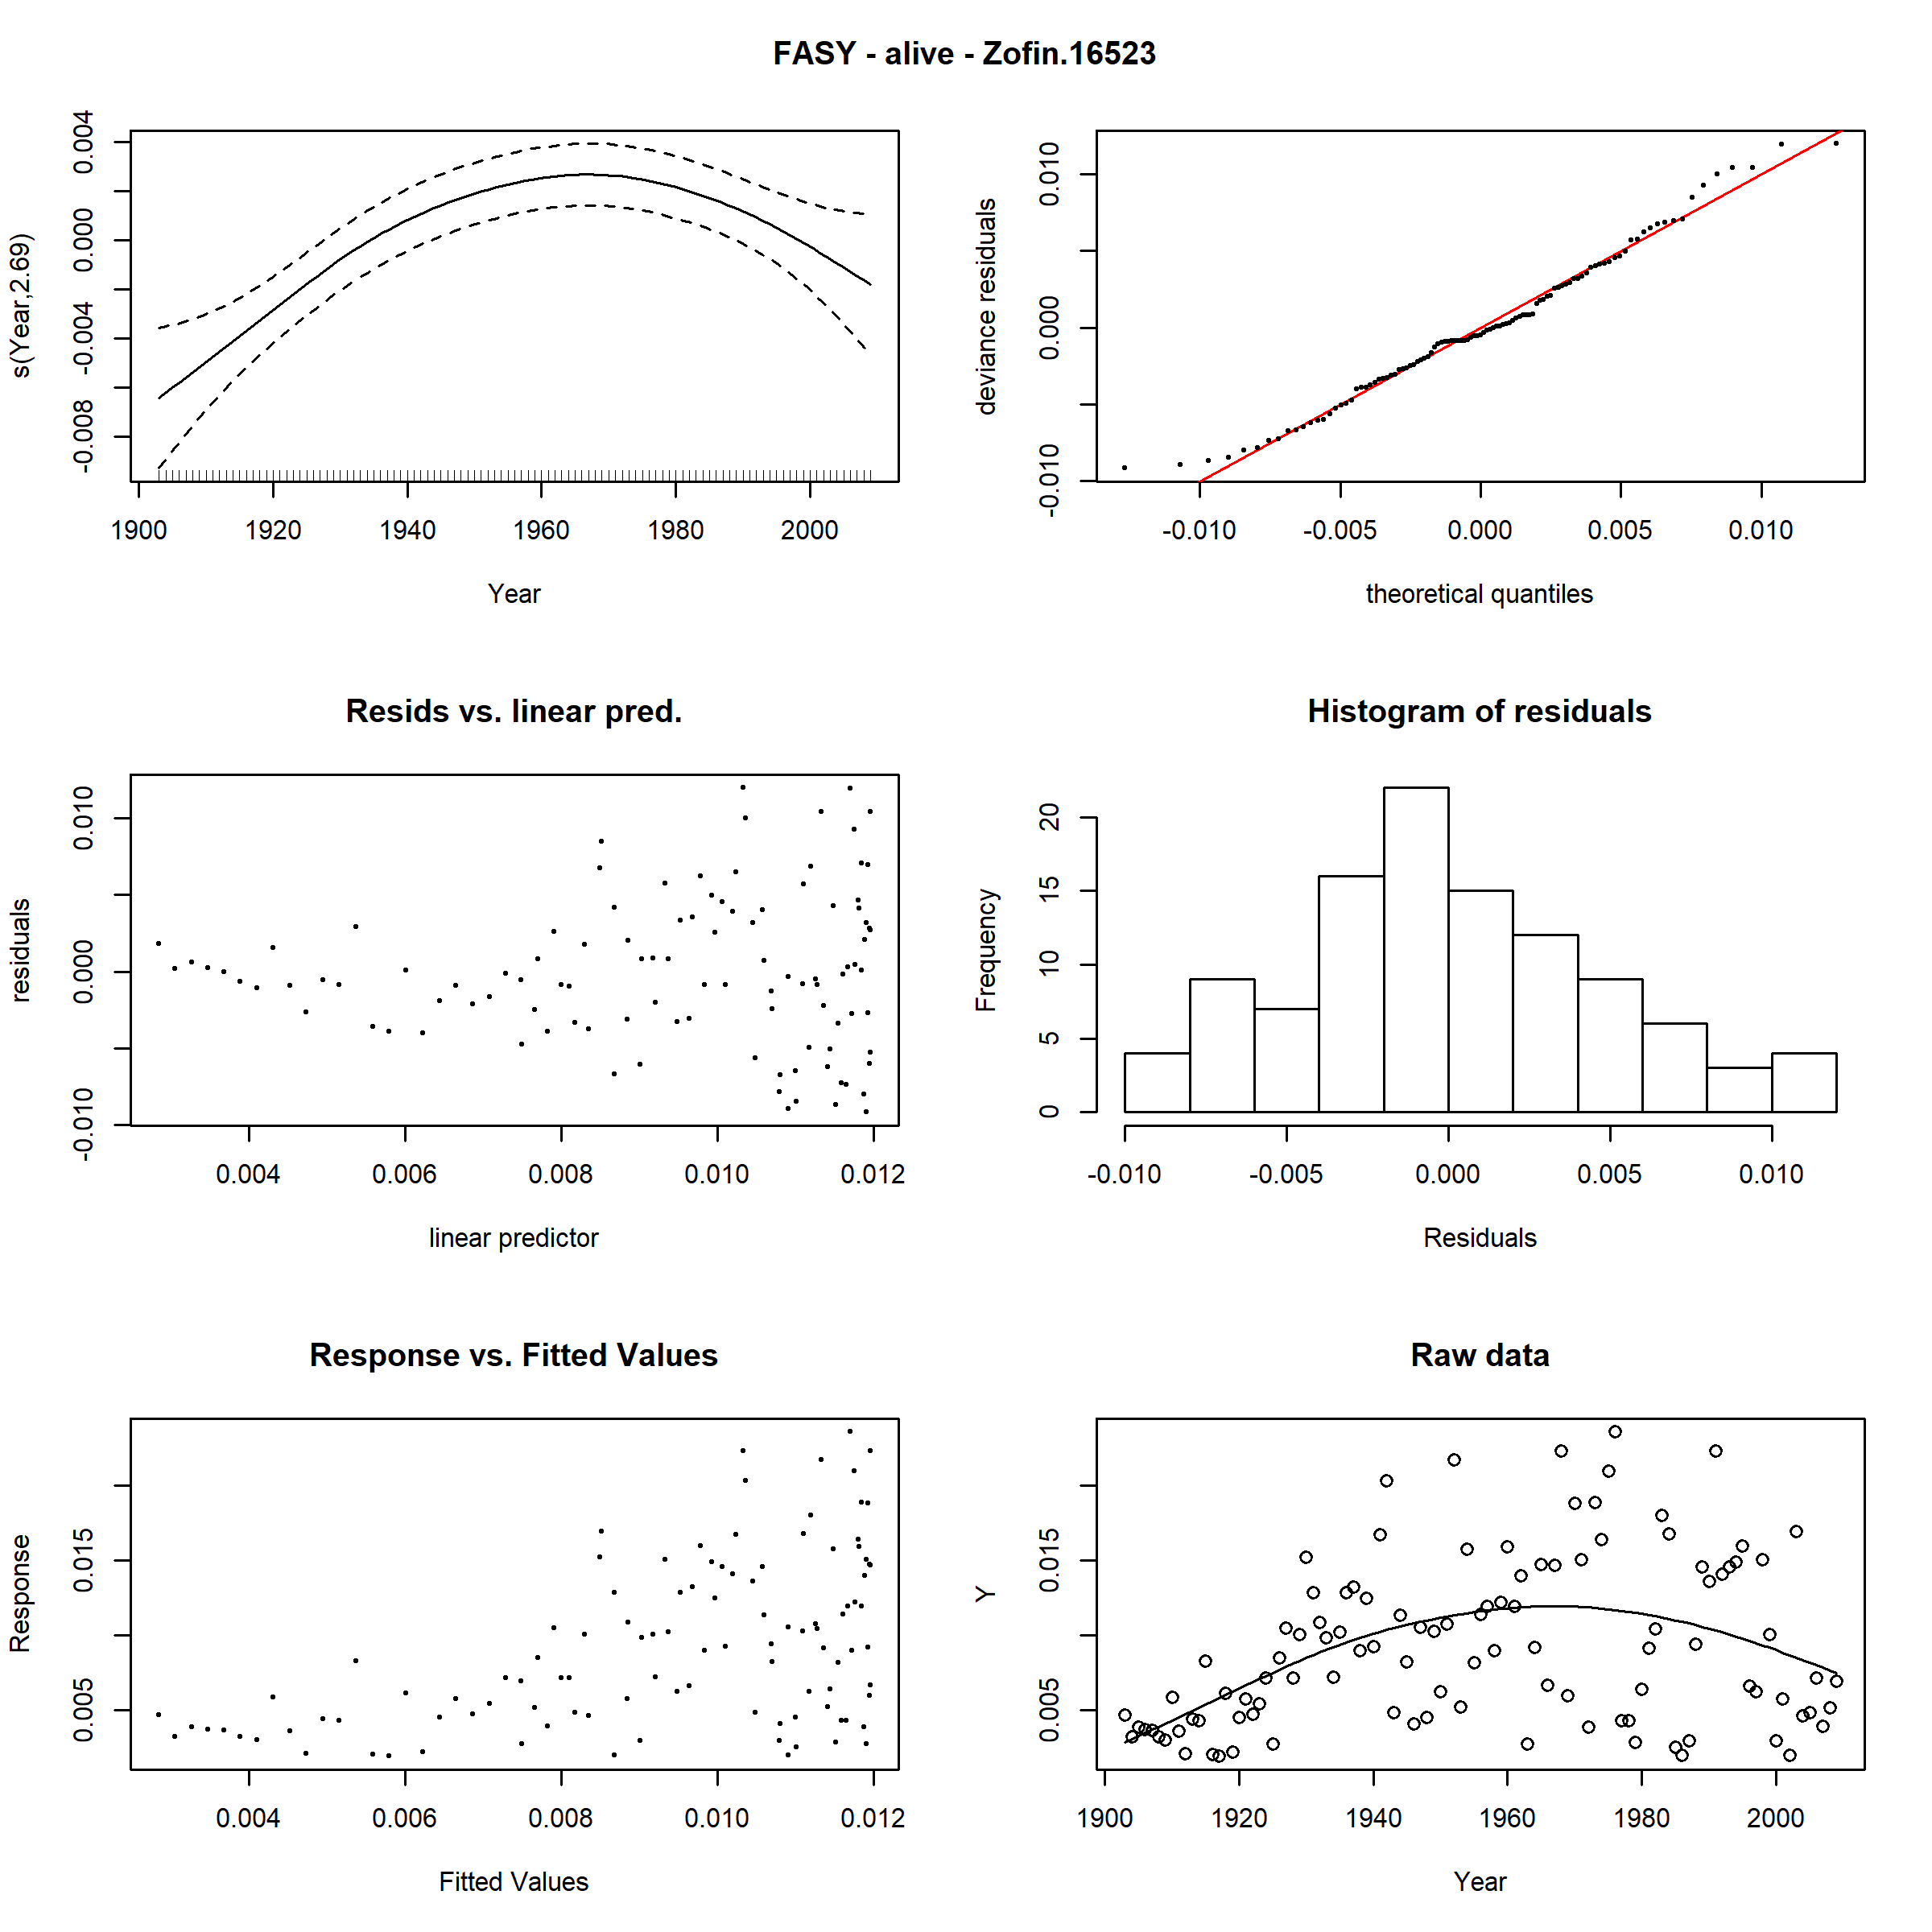 FASY - alive - Zofin.16523
s(Year,2.69)
0.004
0.000
-0.004
-0.008
1900 1920 1940 1960 1980 2000
Year
deviance residuals
0.010
0.000
-0.010
-0.010 -0.005 0.000 0.005 0.010
theoretical quantiles
Resids vs. linear pred.
residuals
0.010
0.000
-0.010
0.004 0.006 0.008 0.010 0.012
linear predictor
Histogram of residuals
Frequency
20
15
10
5
0
-0.010 -0.005 0.000 0.005 0.010
Residuals
Response vs. Fitted Values
Response
0.015
0.005
0.004 0.006 0.008 0.010 0.012
Fitted Values
Raw data
Y
0.015
0.005
1900 1920 1940 1960 1980 2000
Year